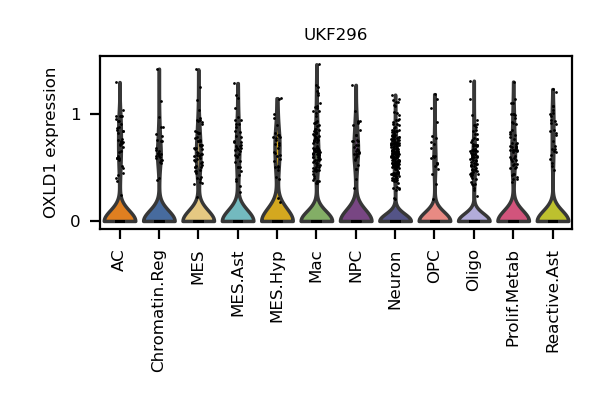 UKF296
OXLD1 expression
1
0
AC
Chromatin.Reg
MES
MES.Ast
MES.Hyp
Mac
NPC
Neuron
OPC
Oligo
Prolif.Metab
Reactive.Ast